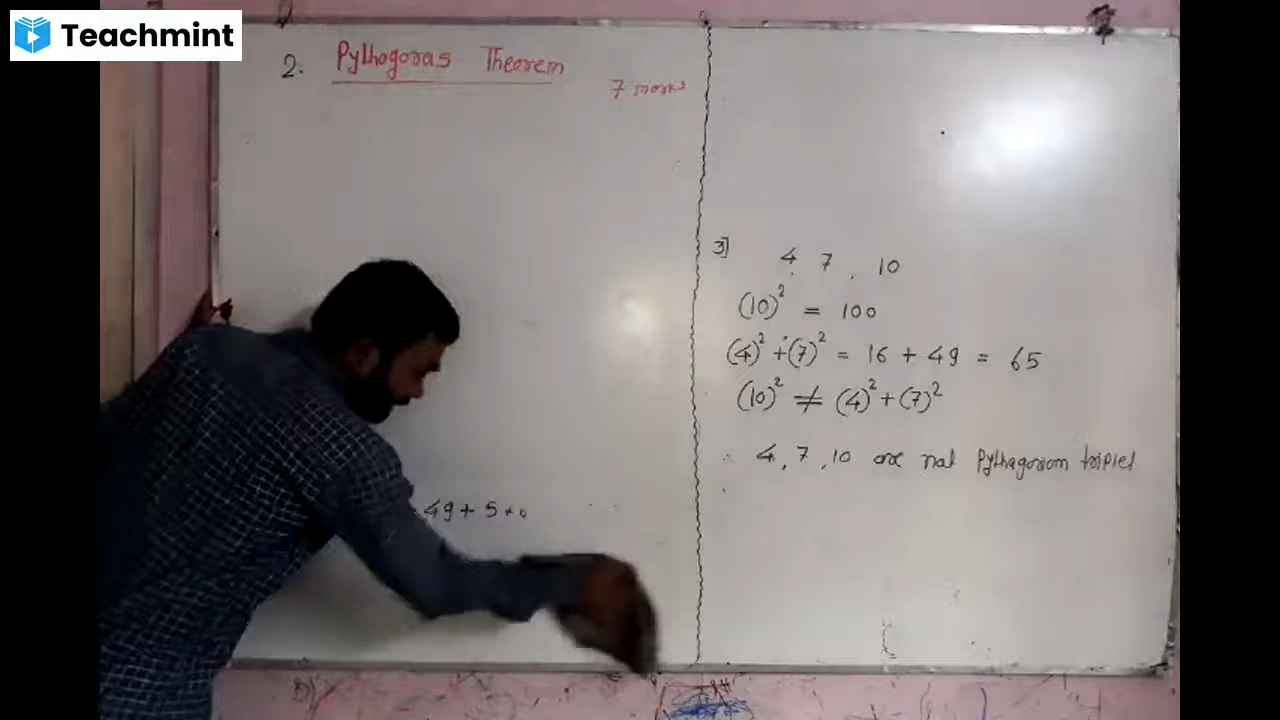 Teachmint
2. Pythogoras Theorem
7 marks
49 + 5
3]
4, 7, 10
(10)² = 100
(4)² + (7)² = 16 + 49 = 65
(10)² ≠ (4)² + (7)²
∴ 4, 7, 10 are not Pythagorian triplet